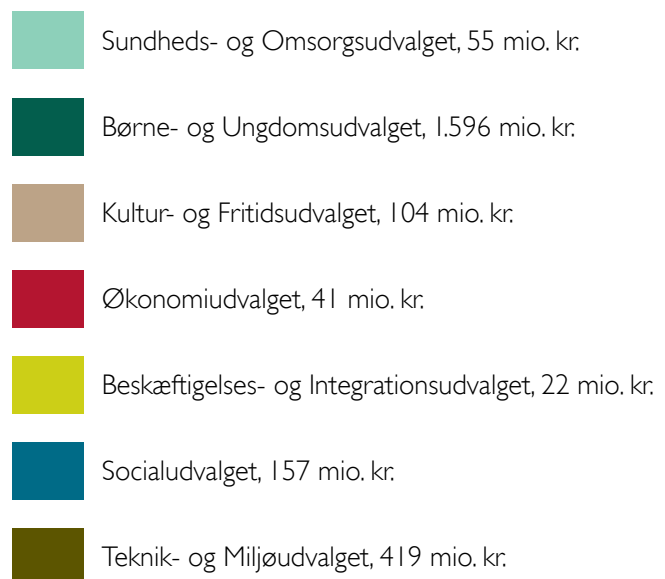 Sundheds- og Omsorgsudvalget, 55 mio. kr.
Børne- og Ungdomsudvalget, 1.596 mio. kr.
Kultur- og Fritidsudvalget, 104 mio. kr.
Økonomiudvalget, 41 mio. kr.
Beskæftigelses- og Integrationsudvalget, 22 mio. kr.
Socialudvalget, 157 mio. kr.
Teknik- og Miljøudvalget, 419 mio. kr.